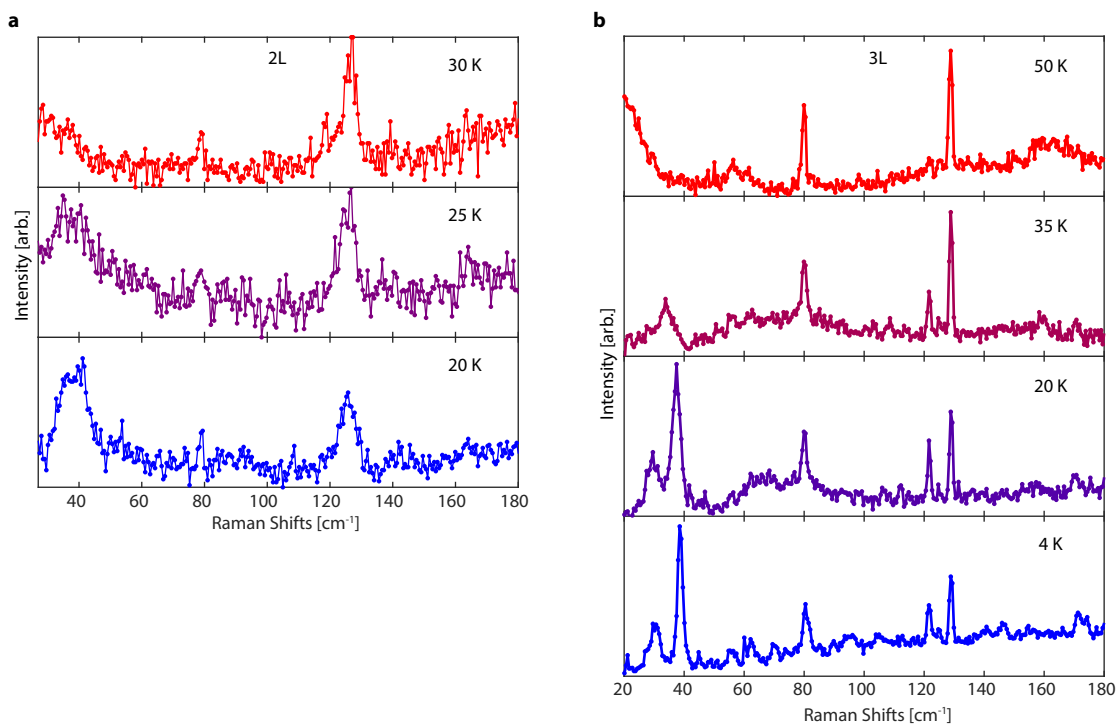 a
2L
30 K
25 K
20 K
Intensity [arb.]
40 60 80 100 120 140 160 180
Raman Shifts [cm⁻¹]
b
3L
50 K
35 K
20 K
4 K
Intensity [arb.]
20 40 60 80 100 120 140 160 180
Raman Shifts [cm⁻¹]